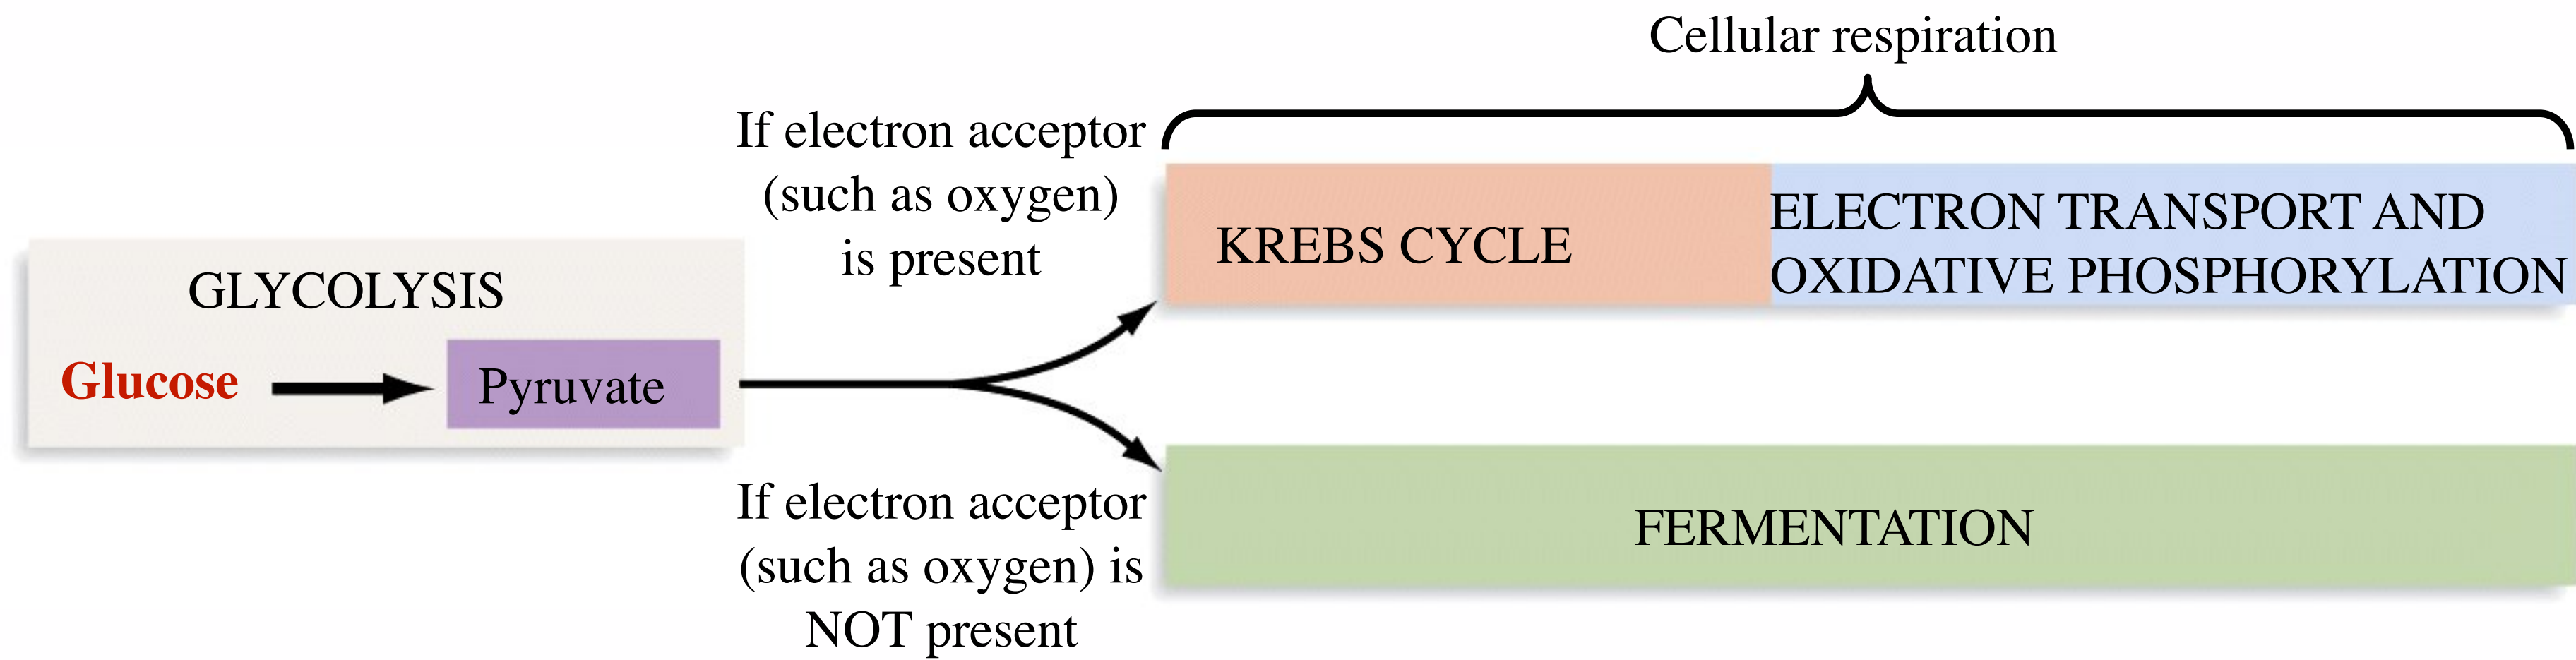 Cellular respiration
If electron acceptor
(such as oxygen)
is present
KREBS CYCLE
ELECTRON TRANSPORT AND
OXIDATIVE PHOSPHORYLATION
GLYCOLYSIS
Glucose
Pyruvate
If electron acceptor
(such as oxygen) is
NOT present
FERMENTATION